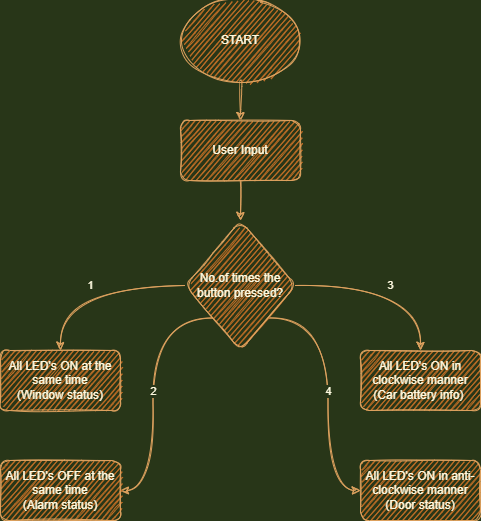 START
User Input
No.of times the
button pressed?
1
3
All LED's ON at the
same time
(Window status)
All LED's ON in
clockwise manner
(Car battery info)
2
4
All LED's OFF at the
same time
(Alarm status)
All LED's ON in anti-
clockwise manner
(Door status)